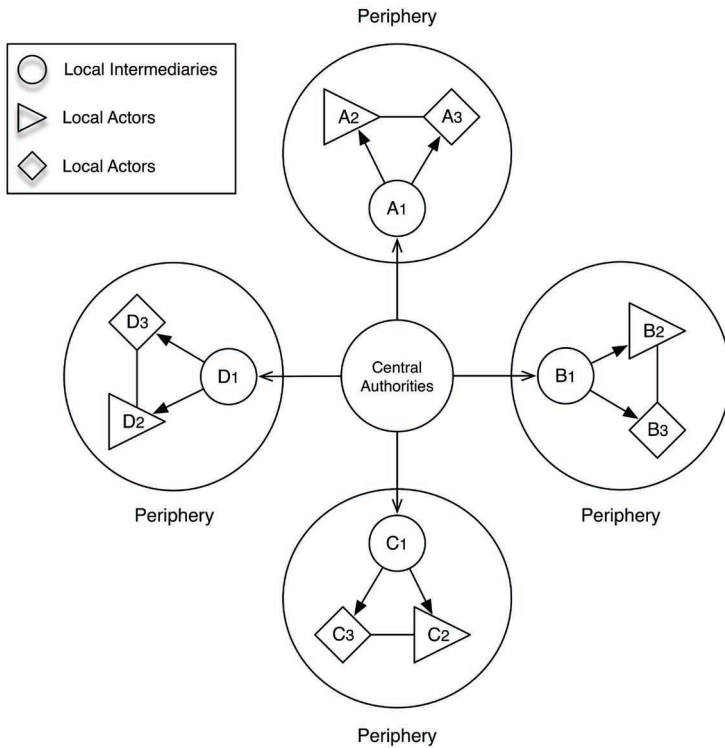 Periphery
Local Intermediaries
Local Actors
Local Actors
A2
A3
A1
D3
D1
D2
Central
Authorities
B2
B1
B3
Periphery
Periphery
C1
C3
C2
Periphery